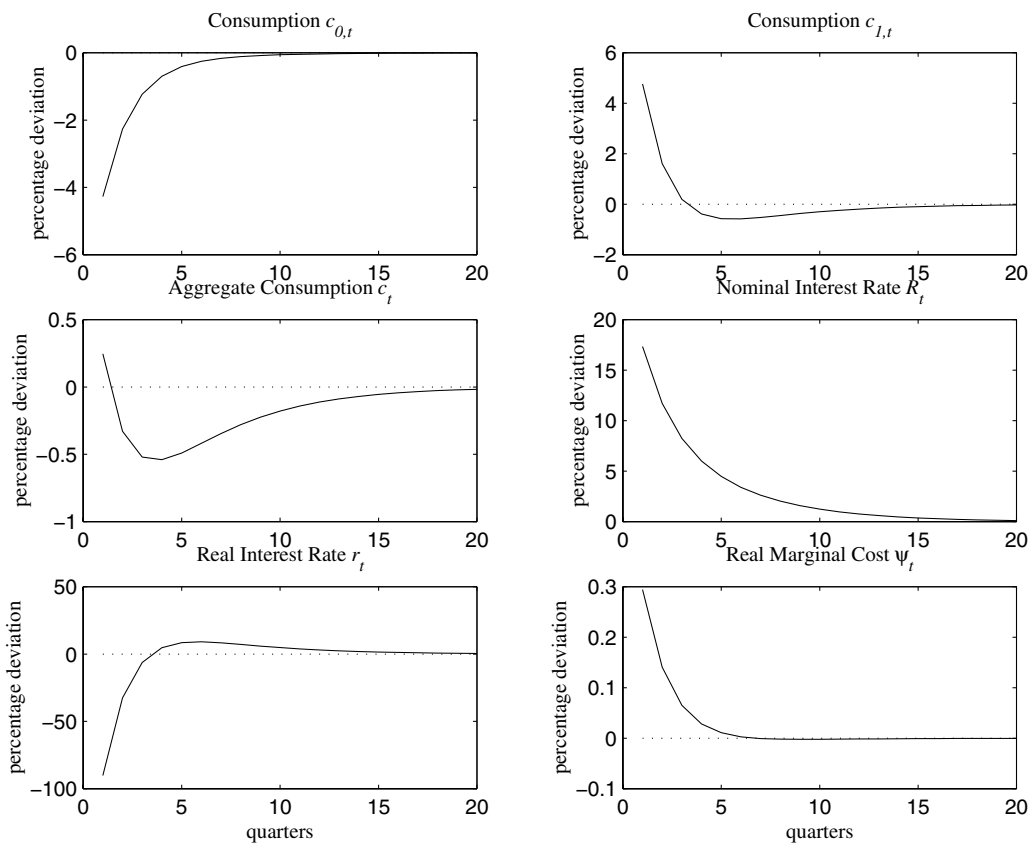 Consumption c0,t
Consumption c1,t
0
−2
−4
−6
percentage deviation
0 5 10 15 20
6
4
2
0
−2
percentage deviation
0 5 10 15 20
Aggregate Consumption ct
Nominal Interest Rate Rt
0.5
0
−0.5
−1
percentage deviation
0 5 10 15 20
20
15
10
5
0
percentage deviation
0 5 10 15 20
Real Interest Rate rt
Real Marginal Cost ψt
50
0
−50
−100
percentage deviation
0 5 10 15 20
quarters
0.3
0.2
0.1
0
−0.1
percentage deviation
0 5 10 15 20
quarters